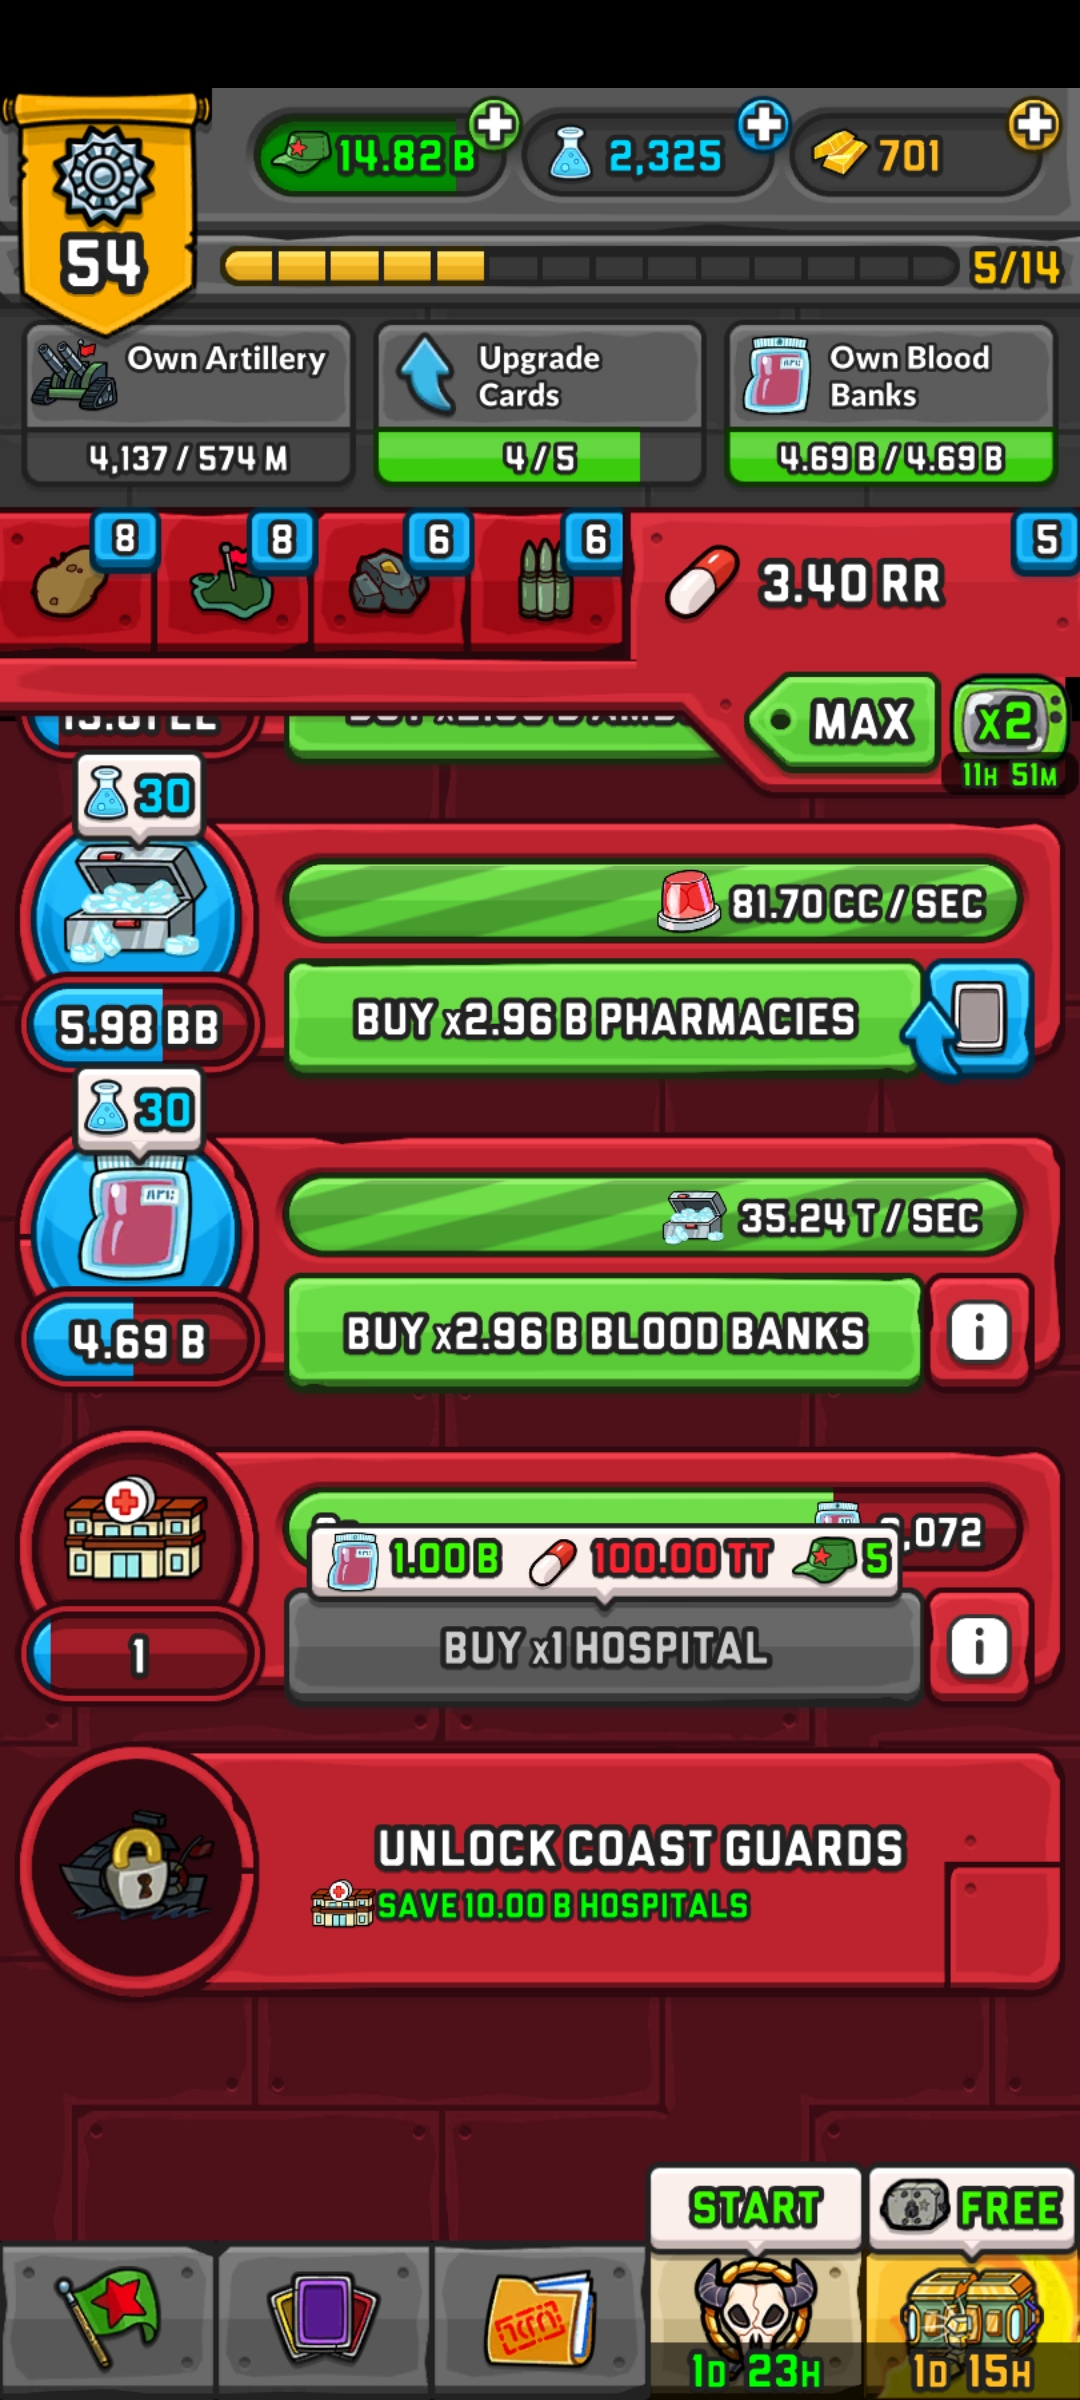 14.82 B
2,325
701
54
5/14
Own Artillery
4,137 / 574 M
Upgrade
Cards
4 / 5
Own Blood
Banks
4.69 B / 4.69 B
8
8
6
6
5
3.40 RR
MAX
x2
11H 51M
30
81.70 CC / SEC
5.98 BB
BUY x2.96 B PHARMACIES
30
35.24 T / SEC
4.69 B
BUY x2.96 B BLOOD BANKS
,072
1.00 B
100.00 TT
5
1
BUY x1 HOSPITAL
UNLOCK COAST GUARDS
SAVE 10.00 B HOSPITALS
START
FREE
1D 23H
1D 15H